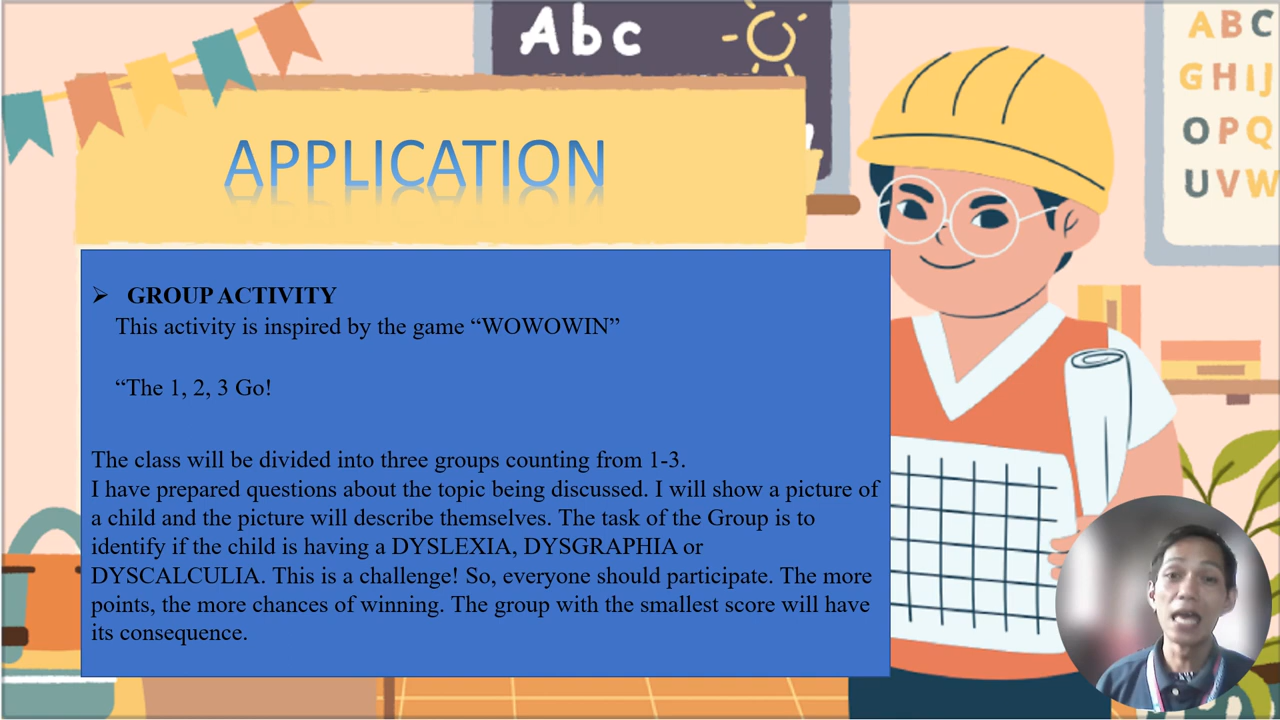 Abc
A B C
G H I J
O P Q
U V W
APPLICATION
➢ GROUP ACTIVITY
This activity is inspired by the game “WOWOWIN”
“The 1, 2, 3 Go!
The class will be divided into three groups counting from 1-3.
I have prepared questions about the topic being discussed. I will show a picture of
a child and the picture will describe themselves. The task of the Group is to
identify if the child is having a DYSLEXIA, DYSGRAPHIA or
DYSCALCULIA. This is a challenge! So, everyone should participate. The more
points, the more chances of winning. The group with the smallest score will have
its consequence.